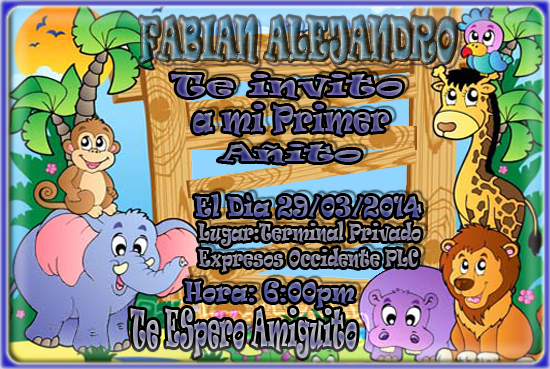 FABIAN ALEJANDRO
Te invito
a mi Primer
Añito
El Dia 29/03/2014
Lugar:Terminal Privado
Expresos Occidente PLC
Hora: 6:00pm
Te ESpero Amiguito